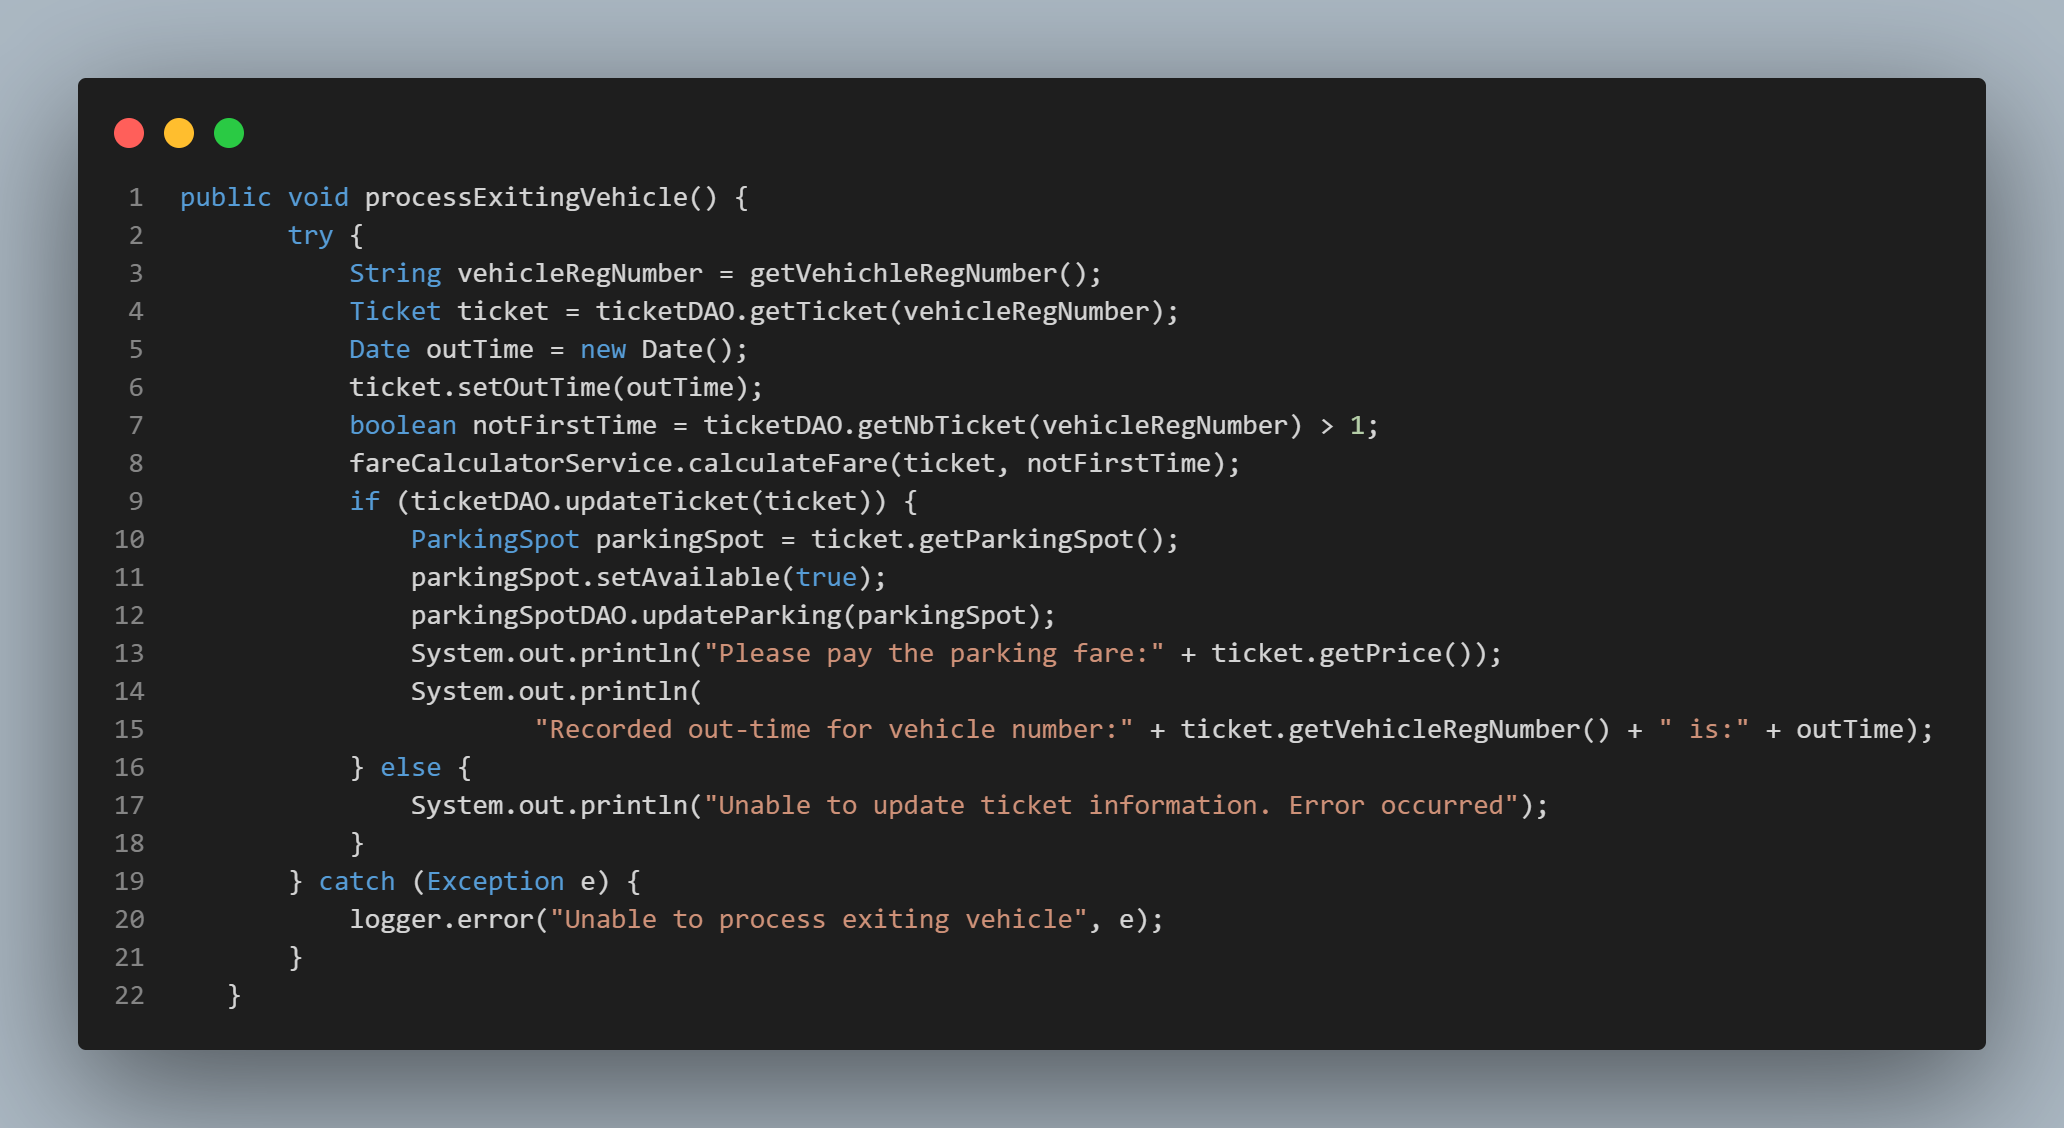 1 public void processExitingVehicle() {
2 try {
3 String vehicleRegNumber = getVehichleRegNumber();
4 Ticket ticket = ticketDAO.getTicket(vehicleRegNumber);
5 Date outTime = new Date();
6 ticket.setOutTime(outTime);
7 boolean notFirstTime = ticketDAO.getNbTicket(vehicleRegNumber) > 1;
8 fareCalculatorService.calculateFare(ticket, notFirstTime);
9 if (ticketDAO.updateTicket(ticket)) {
10 ParkingSpot parkingSpot = ticket.getParkingSpot();
11 parkingSpot.setAvailable(true);
12 parkingSpotDAO.updateParking(parkingSpot);
13 System.out.println("Please pay the parking fare:" + ticket.getPrice());
14 System.out.println(
15 "Recorded out-time for vehicle number:" + ticket.getVehicleRegNumber() + " is:" + outTime);
16 } else {
17 System.out.println("Unable to update ticket information. Error occurred");
18 }
19 } catch (Exception e) {
20 logger.error("Unable to process exiting vehicle", e);
21 }
22 }